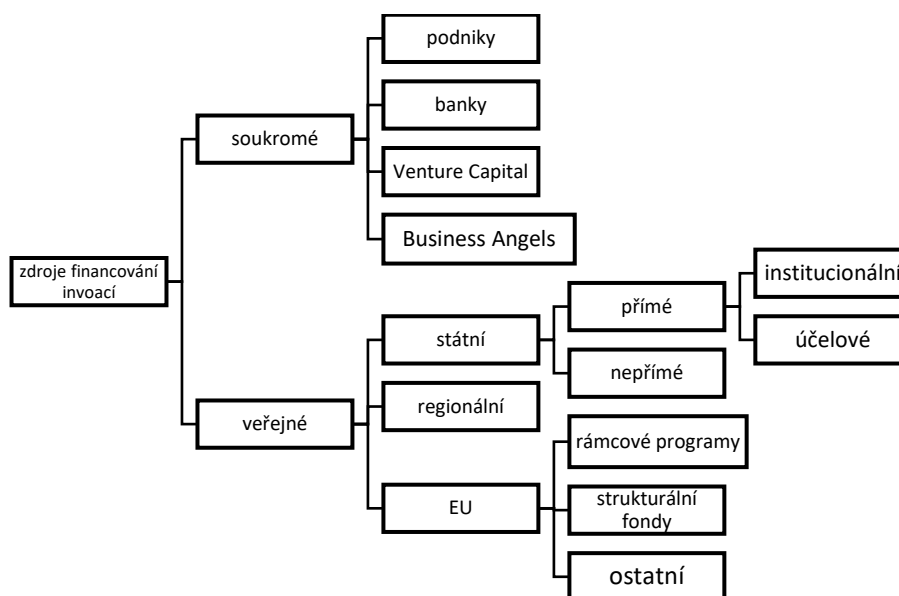 podniky
banky
soukromé
Venture Capital
Business Angels
zdroje financování
invoací
institucionální
přímé
účelové
státní
nepřímé
regionální
veřejné
rámcové programy
EU
strukturální
fondy
ostatní